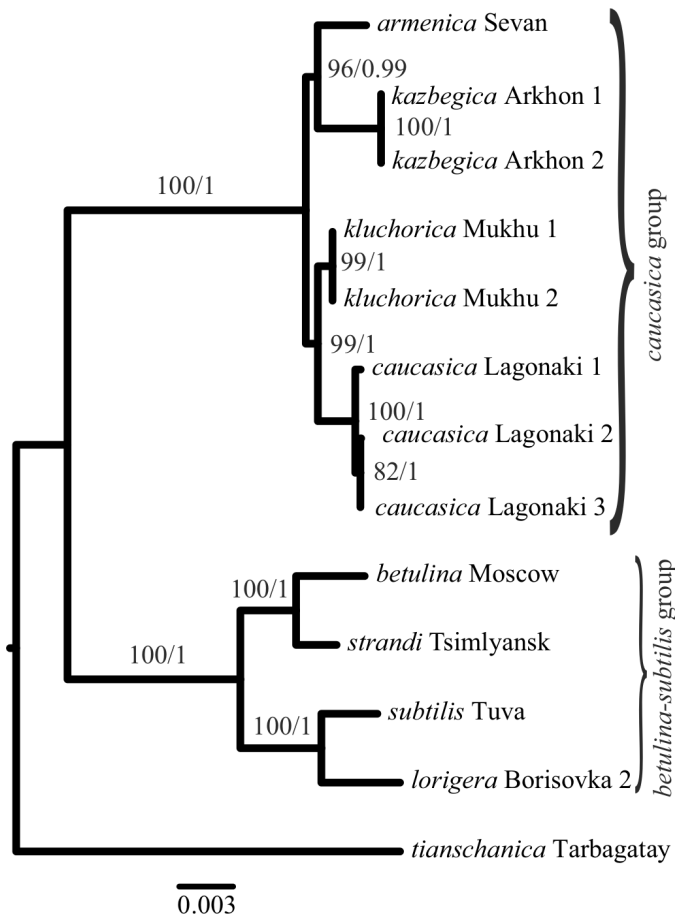 armenica Sevan
96/0.99
kazbegica Arkhon 1
100/1
kazbegica Arkhon 2
100/1
kluchorica Mukhu 1
99/1
kluchorica Mukhu 2
99/1
caucasica Lagonaki 1
100/1
caucasica Lagonaki 2
82/1
caucasica Lagonaki 3
caucasica group
betulina Moscow
100/1
strandi Tsimlyansk
100/1
subtilis Tuva
100/1
lorigera Borisovka 2
betulina-subtilis group
tianschanica Tarbagatay
0.003